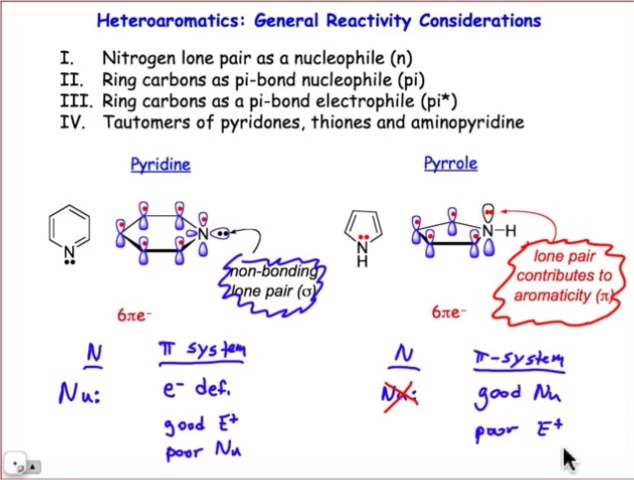 Heteroaromatics: General Reactivity Considerations
I. Nitrogen lone pair as a nucleophile (n)
II. Ring carbons as pi-bond nucleophile (pi)
III. Ring carbons as a pi-bond electrophile (pi*)
IV. Tautomers of pyridones, thiones and aminopyridine
Pyridine
Pyrrole
N
N
N
H
N-H
non-bonding
lone pair (σ)
lone pair
contributes to
aromaticity (π)
6πe⁻
6πe⁻
N
π system
Nu:
e⁻ def.
good E⁺
poor Nu
N
π-system
Nu:
good Nu
poor E⁺